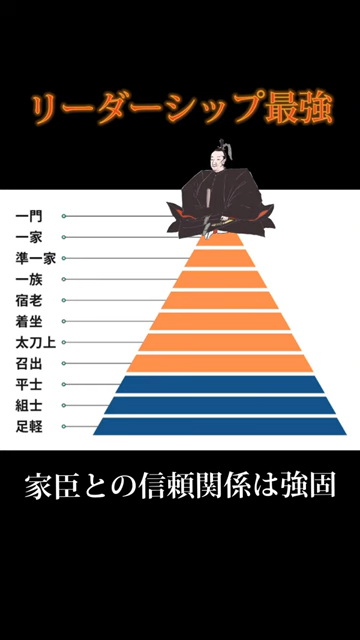 リーダーシップ最強
一門
一家
準一家
一族
宿老
着坐
太刀上
召出
平士
組士
足軽
家臣との信頼関係は強固